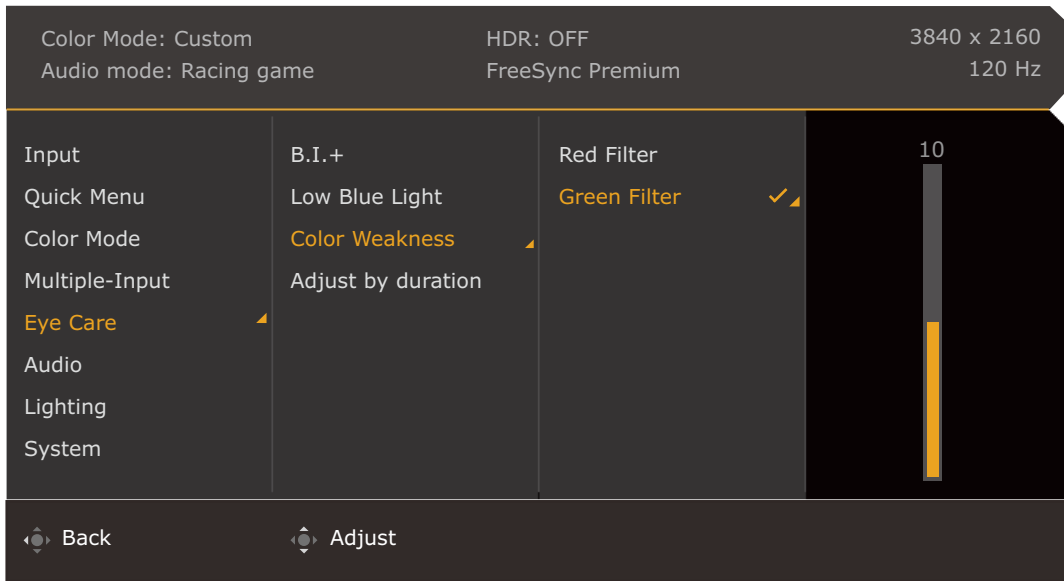 Color Mode: Custom
HDR: OFF
3840 x 2160
Audio mode: Racing game
FreeSync Premium
120 Hz
Input
Quick Menu
Color Mode
Multiple-Input
Eye Care
Audio
Lighting
System
B.I.+
Low Blue Light
Color Weakness
Adjust by duration
Red Filter
Green Filter
10
Back
Adjust